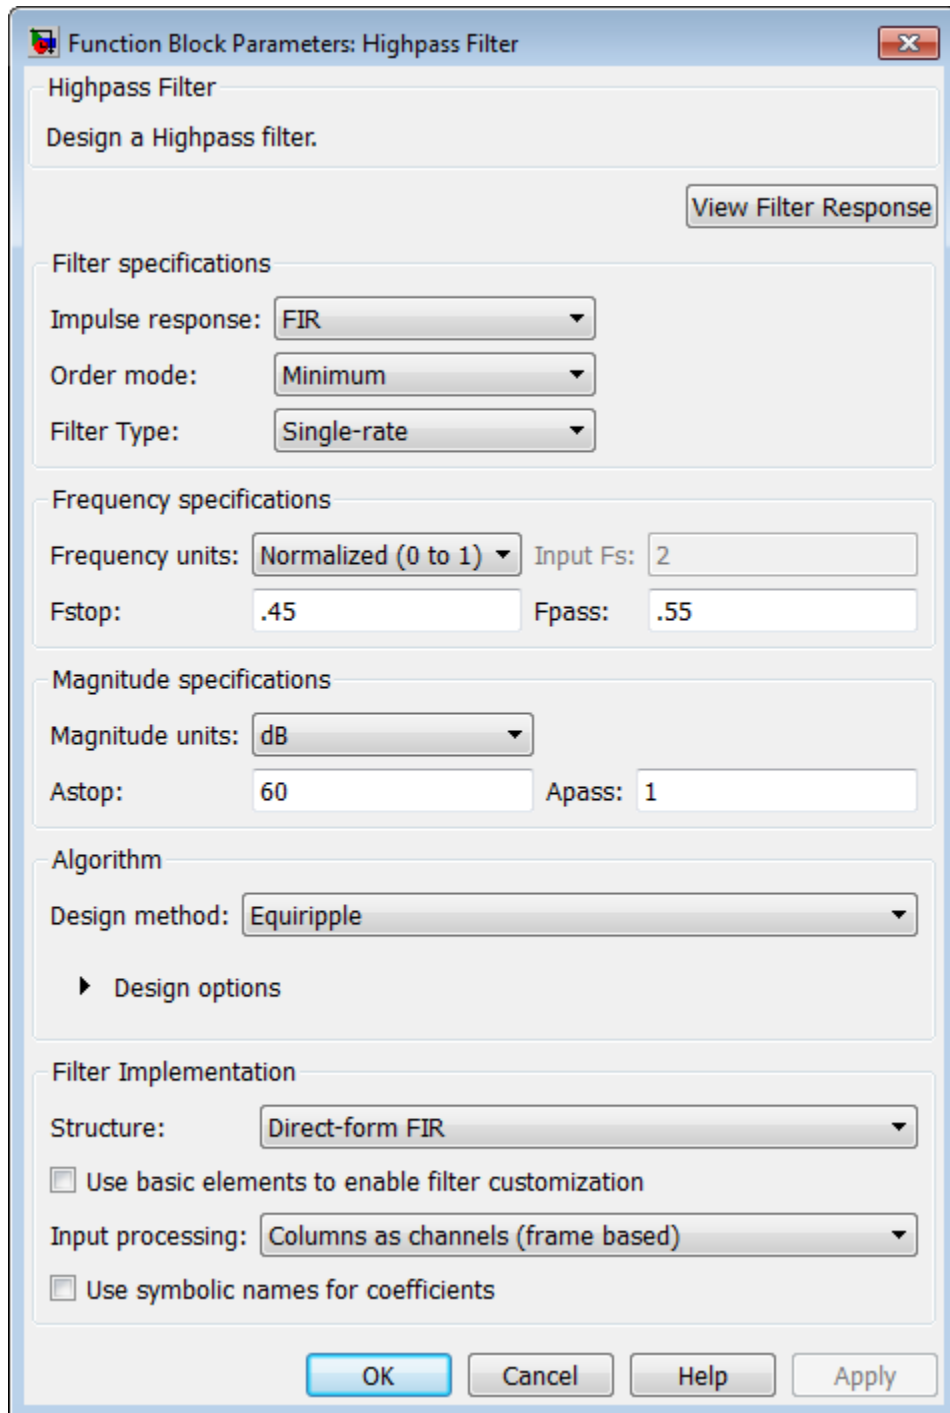 Function Block Parameters: Highpass Filter
Highpass Filter
Design a Highpass filter.
View Filter Response
Filter specifications
Impulse response: FIR
Order mode: Minimum
Filter Type: Single-rate
Frequency specifications
Frequency units: Normalized (0 to 1) Input Fs: 2
Fstop: .45 Fpass: .55
Magnitude specifications
Magnitude units: dB
Astop: 60 Apass: 1
Algorithm
Design method: Equiripple
Design options
Filter Implementation
Structure: Direct-form FIR
Use basic elements to enable filter customization
Input processing: Columns as channels (frame based)
Use symbolic names for coefficients
OK Cancel Help Apply